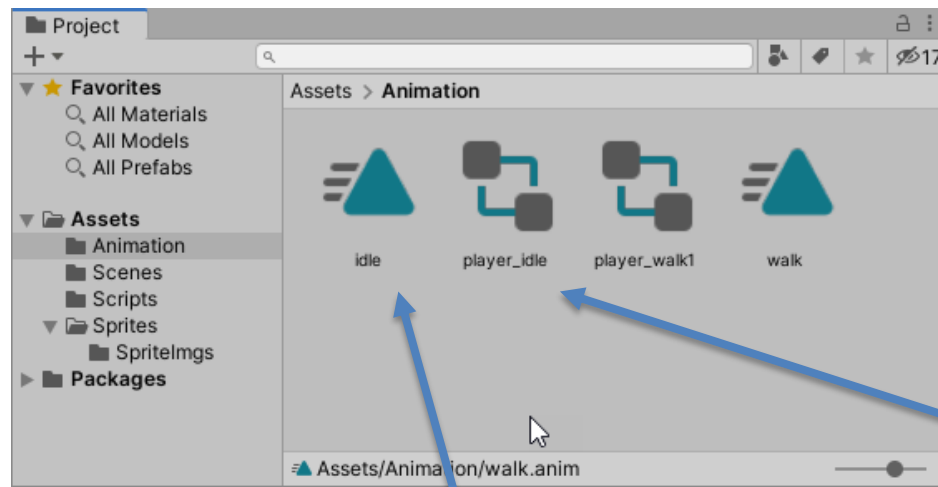 Project
17
Favorites
All Materials
All Models
All Prefabs
Assets
Animation
Scenes
Scripts
Sprites
SpriteImgs
Packages
Assets > Animation
idle
player_idle
player_walk1
walk
Assets/Animation/walk.anim